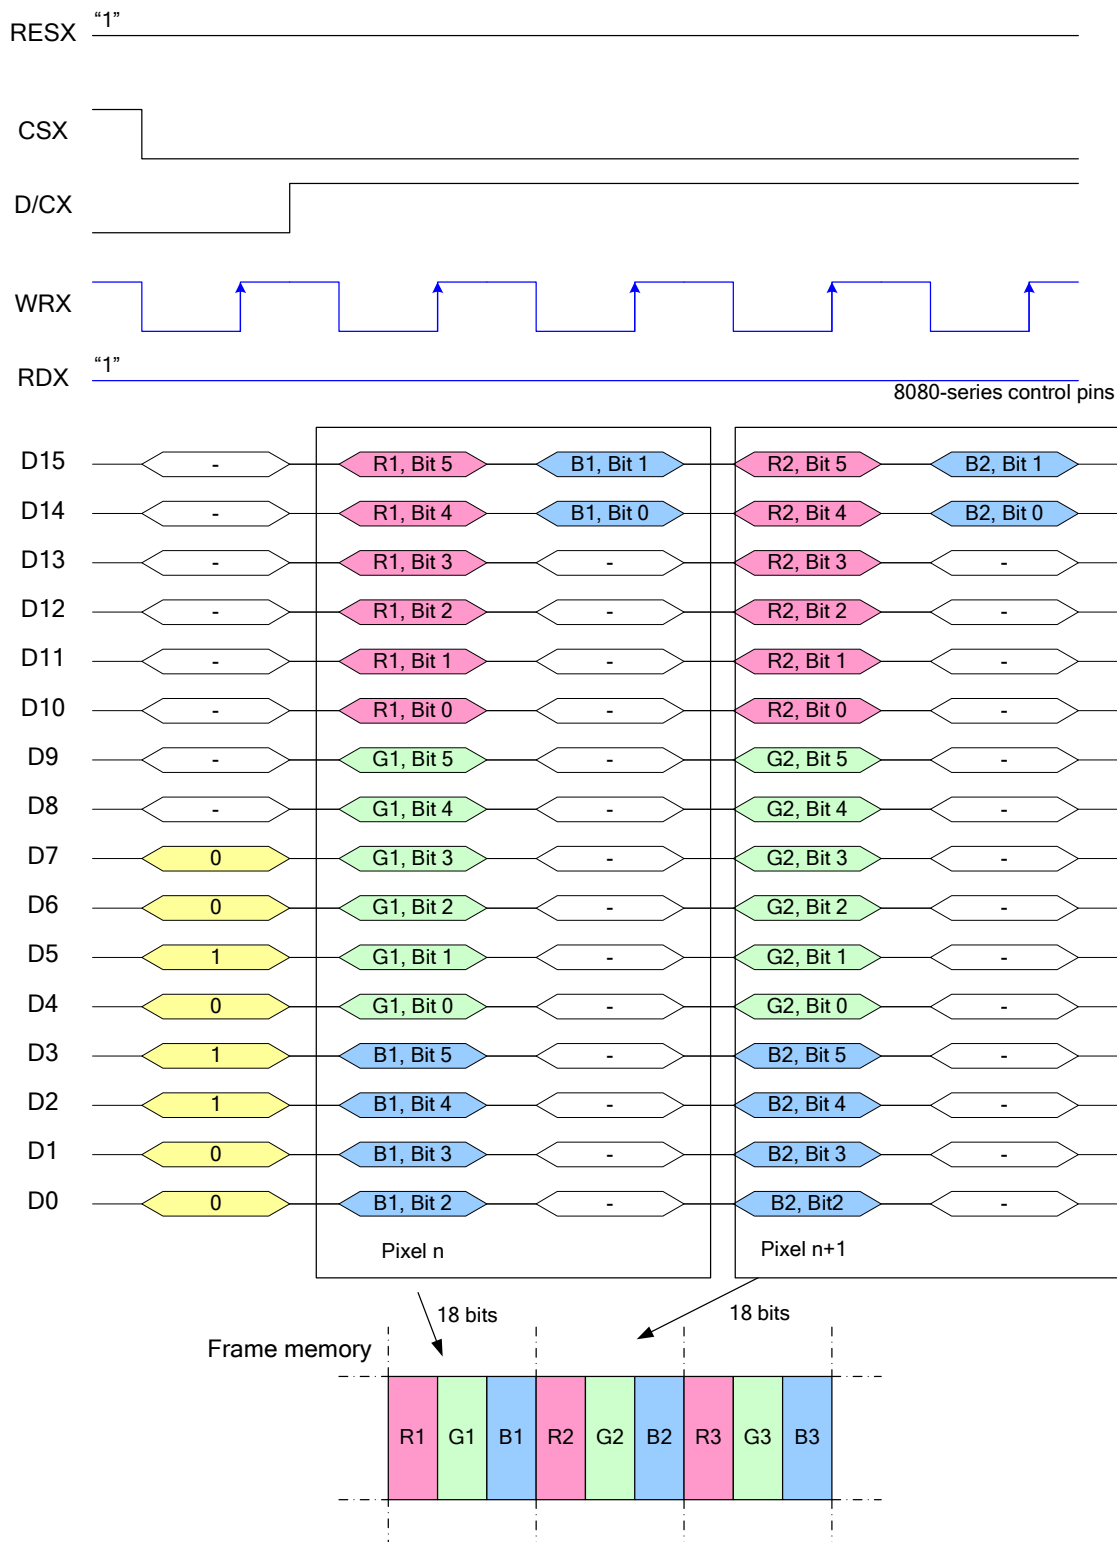 RESX “1”
CSX
D/CX
WRX
RDX “1”
8080-series control pins
D15 - R1, Bit 5 B1, Bit 1 R2, Bit 5 B2, Bit 1
D14 - R1, Bit 4 B1, Bit 0 R2, Bit 4 B2, Bit 0
D13 - R1, Bit 3 - R2, Bit 3 -
D12 - R1, Bit 2 - R2, Bit 2 -
D11 - R1, Bit 1 - R2, Bit 1 -
D10 - R1, Bit 0 - R2, Bit 0 -
D9 - G1, Bit 5 - G2, Bit 5 -
D8 - G1, Bit 4 - G2, Bit 4 -
D7 0 G1, Bit 3 - G2, Bit 3 -
D6 0 G1, Bit 2 - G2, Bit 2 -
D5 1 G1, Bit 1 - G2, Bit 1 -
D4 0 G1, Bit 0 - G2, Bit 0 -
D3 1 B1, Bit 5 - B2, Bit 5 -
D2 1 B1, Bit 4 - B2, Bit 4 -
D1 0 B1, Bit 3 - B2, Bit 3 -
D0 0 B1, Bit 2 - B2, Bit2 -
Pixel n Pixel n+1
18 bits 18 bits
Frame memory
R1 G1 B1 R2 G2 B2 R3 G3 B3